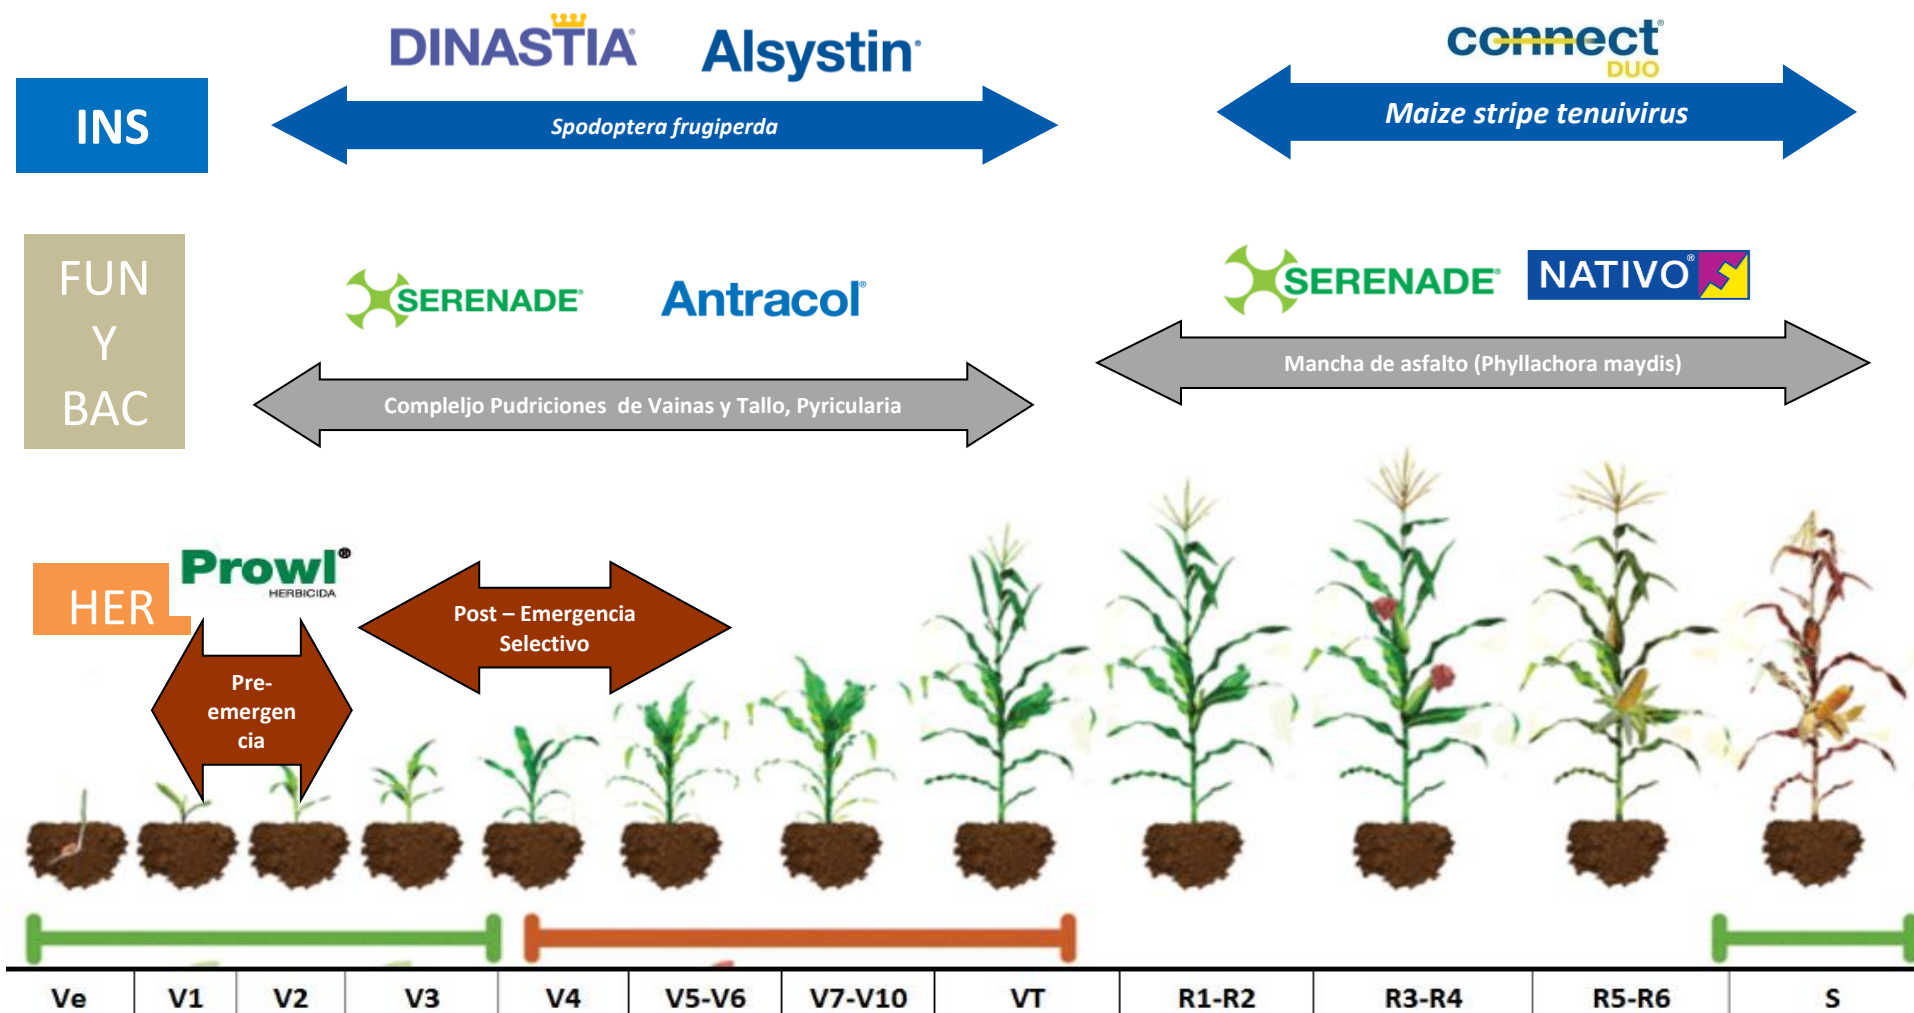 DINASTIA®
Alsystin®
connect®
DUO
INS
Spodoptera frugiperda
Maize stripe tenuivirus
FUN
Y
BAC
SERENADE®
Antracol®
SERENADE®
NATIVO®
Mancha de asfalto (Phyllachora maydis)
Compleljo Pudriciones de Vainas y Tallo, Pyricularia
Prowl®
HERBICIDA
HER
Post – Emergencia
Selectivo
Pre-
emergen
cia
Ve V1 V2 V3 V4 V5-V6 V7-V10 VT R1-R2 R3-R4 R5-R6 S